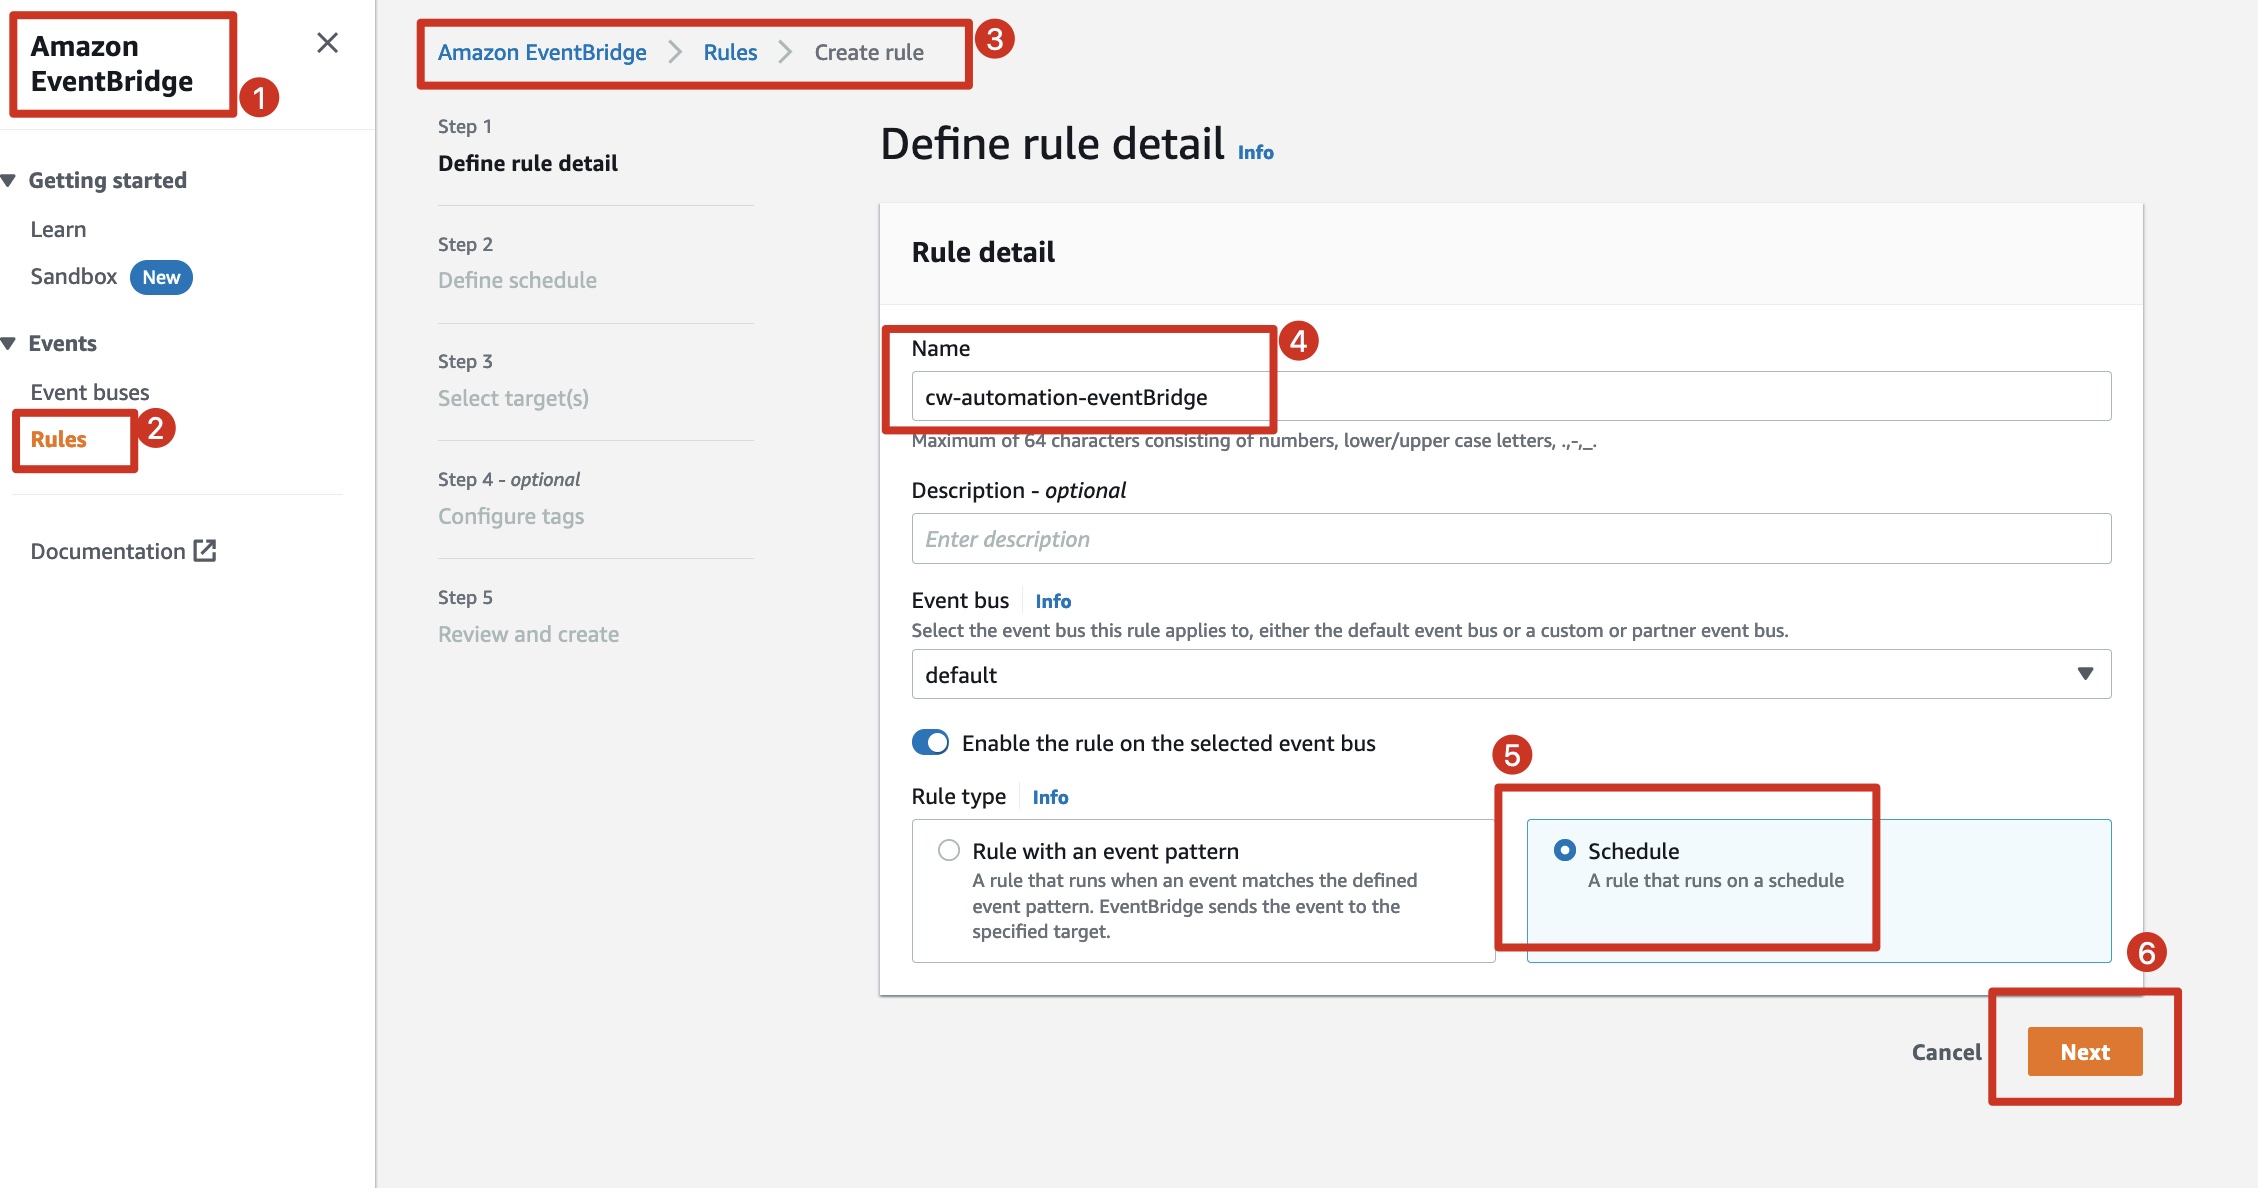 Amazon
EventBridge
1
Getting started
Learn
Sandbox New
Events
Event buses
Rules
2
Documentation
Amazon EventBridge > Rules > Create rule
3
Step 1
Define rule detail
Step 2
Define schedule
Step 3
Select target(s)
Step 4 - optional
Configure tags
Step 5
Review and create
Define rule detail Info
Rule detail
4
Name
cw-automation-eventBridge
Maximum of 64 characters consisting of numbers, lower/upper case letters, .,-,_.
Description - optional
Enter description
Event bus Info
Select the event bus this rule applies to, either the default event bus or a custom or partner event bus.
default
Enable the rule on the selected event bus
Rule type Info
Rule with an event pattern
A rule that runs when an event matches the defined
event pattern. EventBridge sends the event to the
specified target.
5
Schedule
A rule that runs on a schedule
6
Cancel
Next